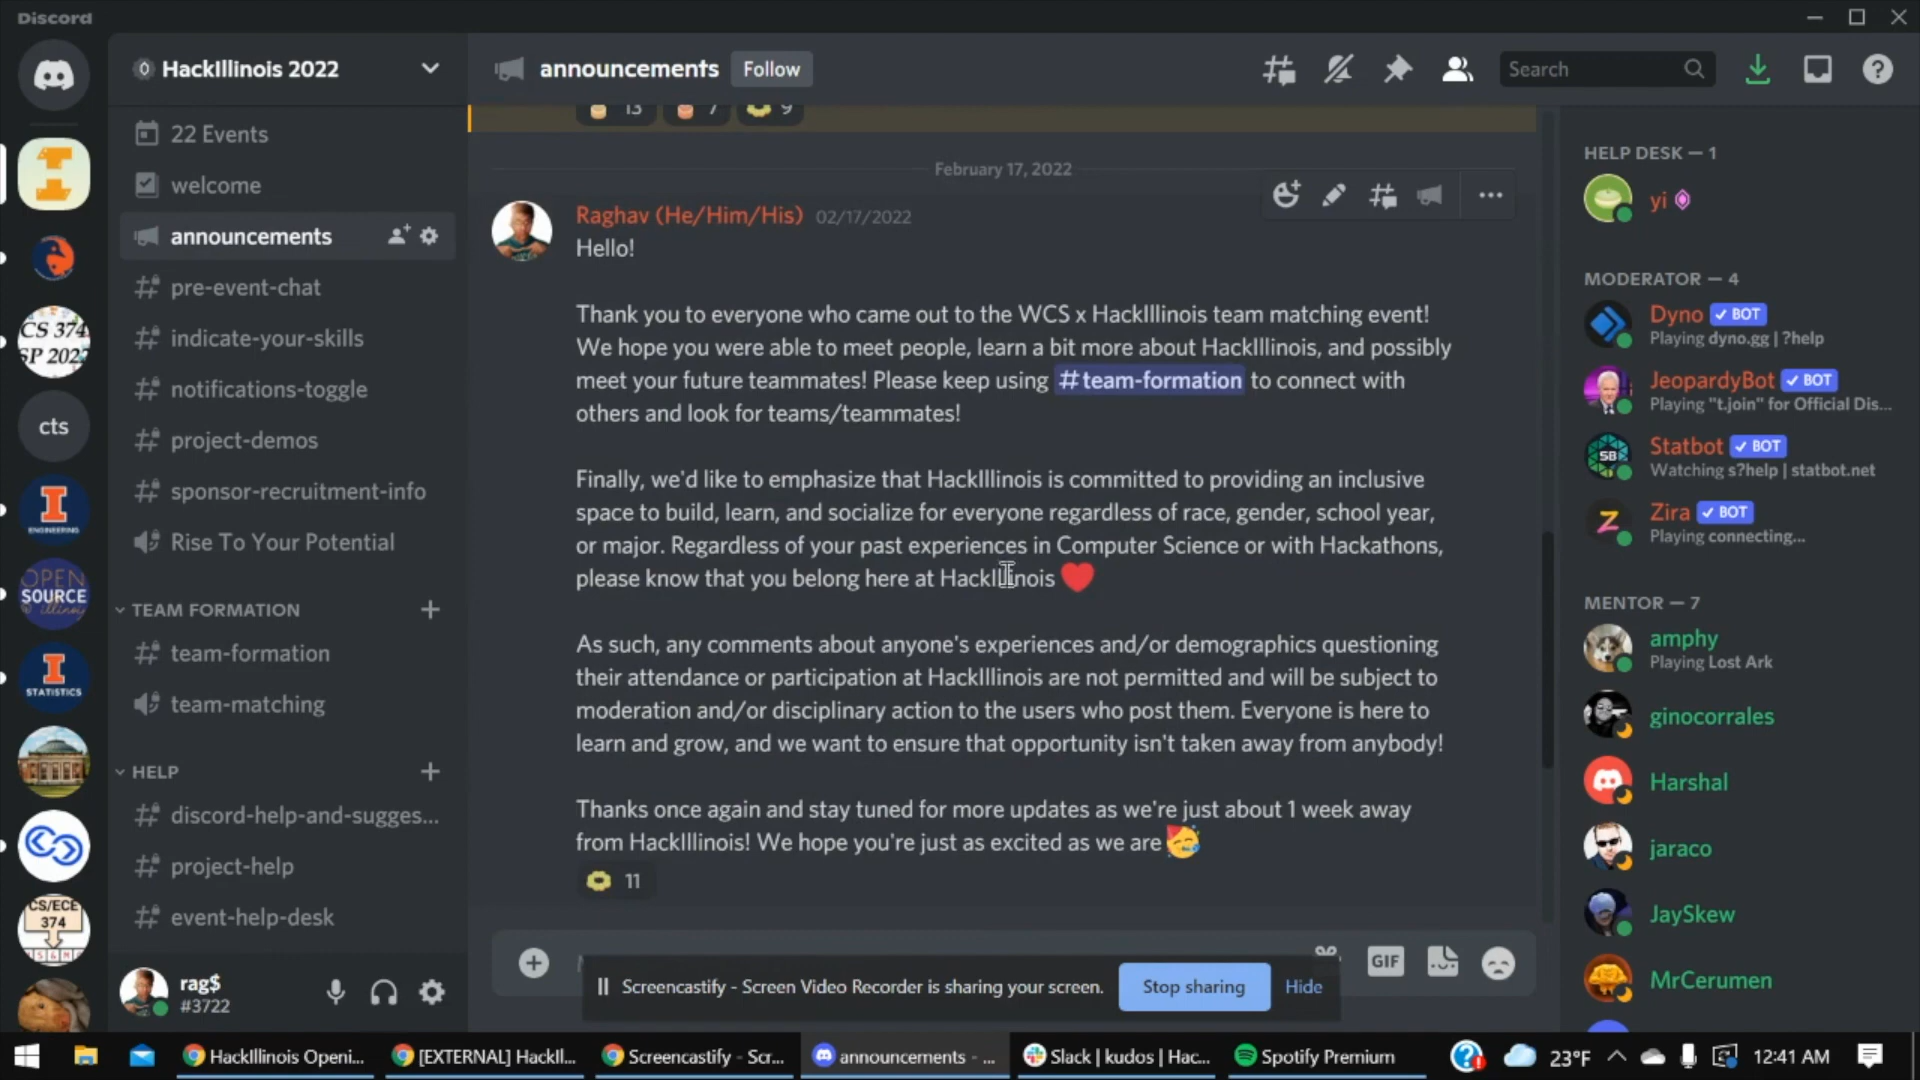 Discord
HackIllinois 2022
22 Events
welcome
announcements
pre-event-chat
indicate-your-skills
notifications-toggle
project-demos
sponsor-recruitment-info
Rise To Your Potential
TEAM FORMATION
team-formation
team-matching
HELP
discord-help-and-sugges...
project-help
event-help-desk
rag$
#3722
CS 374
SP 202
cts
ENGINEERING
OPEN
SOURCE
Illinois
STATISTICS
CS/ECE
374
announcements
Follow
Search
13 7 9
February 17, 2022
Raghav (He/Him/His) 02/17/2022
Hello!
Thank you to everyone who came out to the WCS x HackIllinois team matching event!
We hope you were able to meet people, learn a bit more about HackIllinois, and possibly
meet your future teammates! Please keep using #team-formation to connect with
others and look for teams/teammates!
Finally, we'd like to emphasize that HackIllinois is committed to providing an inclusive
space to build, learn, and socialize for everyone regardless of race, gender, school year,
or major. Regardless of your past experiences in Computer Science or with Hackathons,
please know that you belong here at HackIllinois ❤️
As such, any comments about anyone's experiences and/or demographics questioning
their attendance or participation at HackIllinois are not permitted and will be subject to
moderation and/or disciplinary action to the users who post them. Everyone is here to
learn and grow, and we want to ensure that opportunity isn't taken away from anybody!
Thanks once again and stay tuned for more updates as we're just about 1 week away
from HackIllinois! We hope you're just as excited as we are 🥳
11
GIF
Screencastify - Screen Video Recorder is sharing your screen.
Stop sharing
Hide
HELP DESK — 1
yi
MODERATOR — 4
Dyno ✓ BOT
Playing dyno.gg | ?help
JeopardyBot ✓ BOT
Playing "t.join" for Official Dis...
SB
Statbot ✓ BOT
Watching s?help | statbot.net
Z
Zira ✓ BOT
Playing connecting...
MENTOR — 7
amphy
Playing Lost Ark
ginocorrales
Harshal
jaraco
JaySkew
MrCerumen
HackIllinois Openi...
[EXTERNAL] HackIl...
Screencastify - Scr...
announcements - ...
Slack | kudos | Hac...
Spotify Premium
23°F
12:41 AM